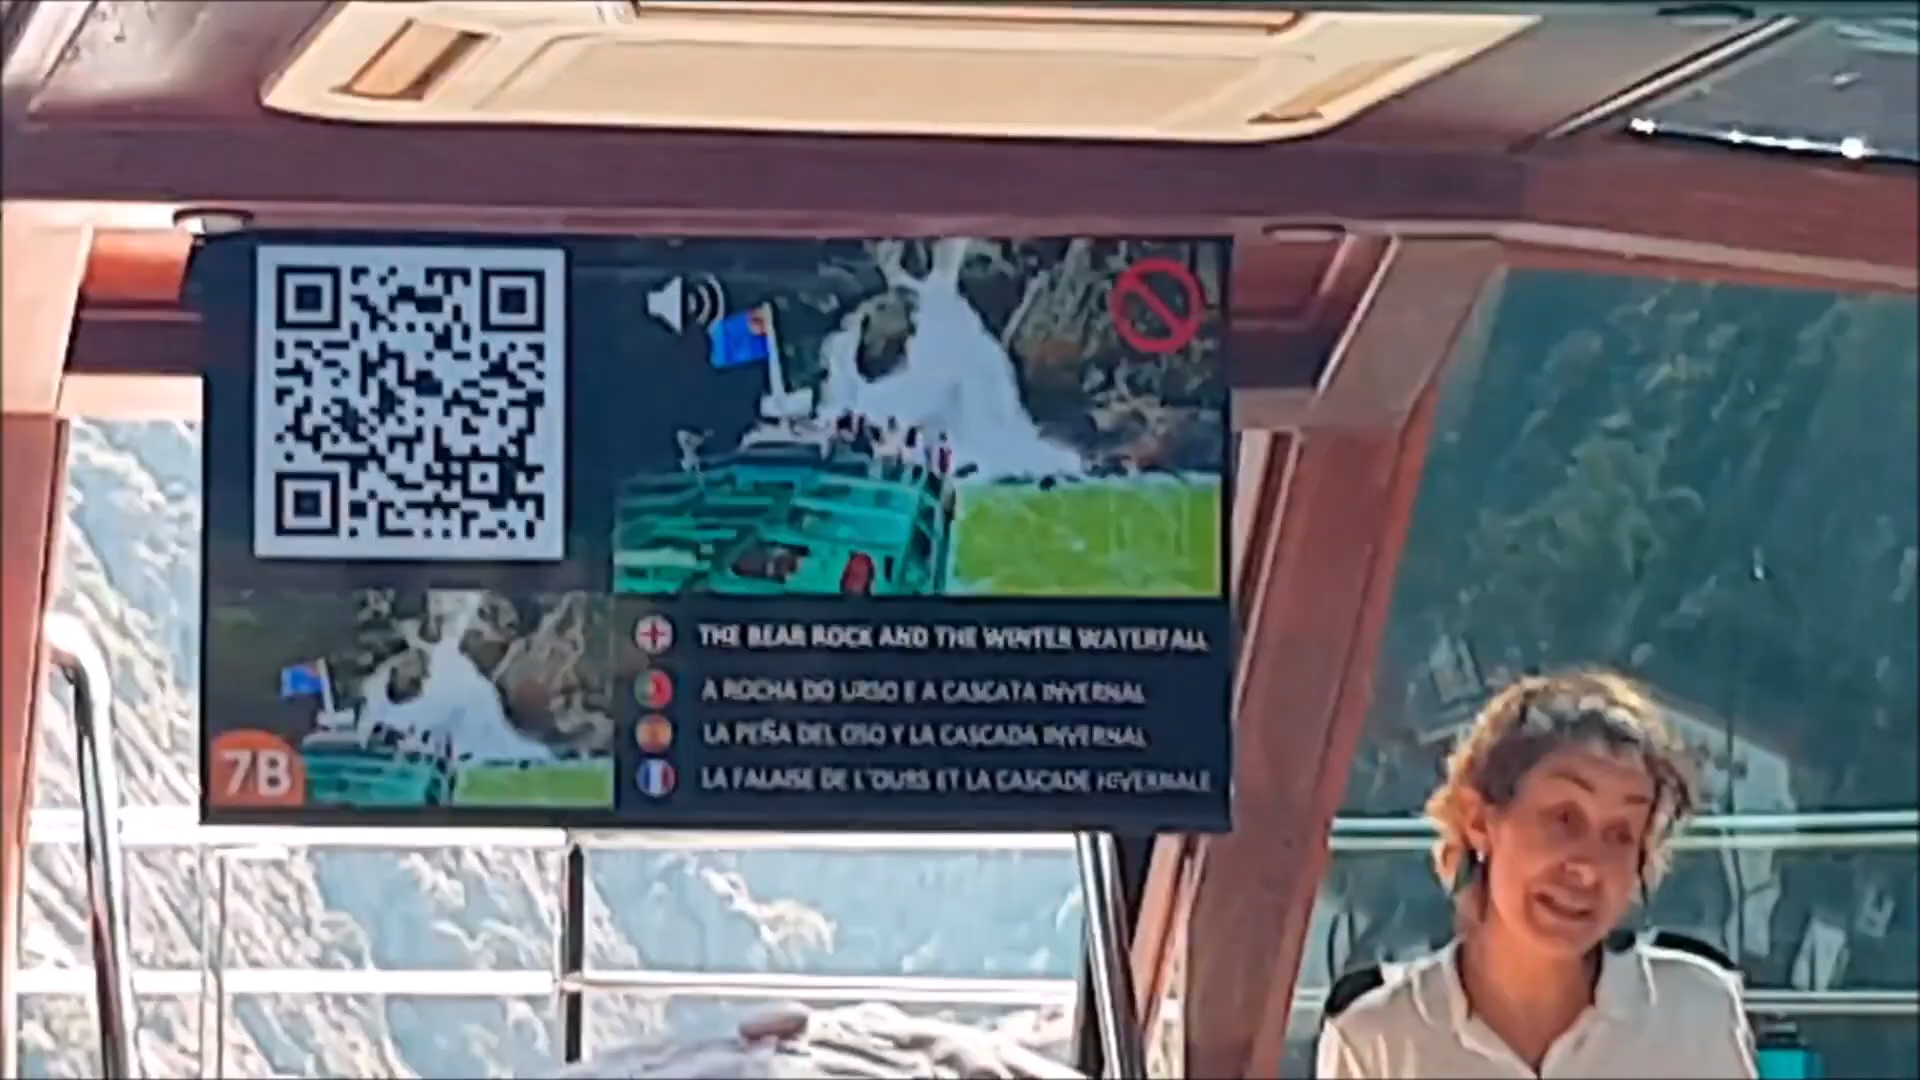 THE BEAR ROCK AND THE WINTER WATERFALL
A ROCHA DO URSO E A CASCATA INVERNAL
LA PEÑA DEL OSO Y LA CASCADA INVERNAL
7B
LA FALAISE DE L'OURS ET LA CASCADE HIVERNALE